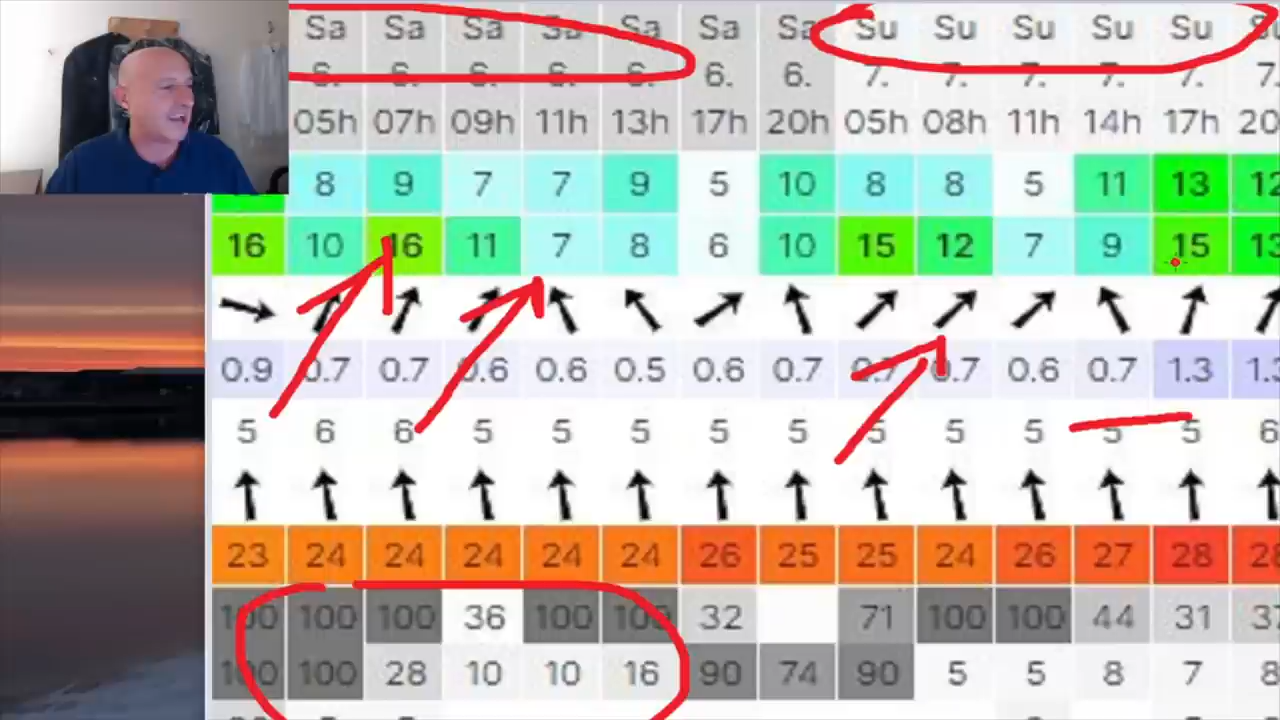 Sa Sa Sa Sa Sa Sa Sa Su Su Su Su Su
6. 6. 6. 6. 6. 6. 6. 7. 7. 7. 7. 7. 7.
05h 07h 09h 11h 13h 17h 20h 05h 08h 11h 14h 17h 20
8 9 7 7 9 5 10 8 8 5 11 13 12
16 10 16 11 7 8 6 10 15 12 7 9 15 13
0.9 0.7 0.7 0.6 0.6 0.5 0.6 0.7 0.7 0.7 0.6 0.7 1.3 1.3
5 6 6 5 5 5 5 5 5 5 5 5 5 6
23 24 24 24 24 24 26 25 25 24 26 27 28 28
100 100 100 36 100 100 32 71 100 100 44 31
100 100 28 10 10 16 90 74 90 5 5 8 7 8